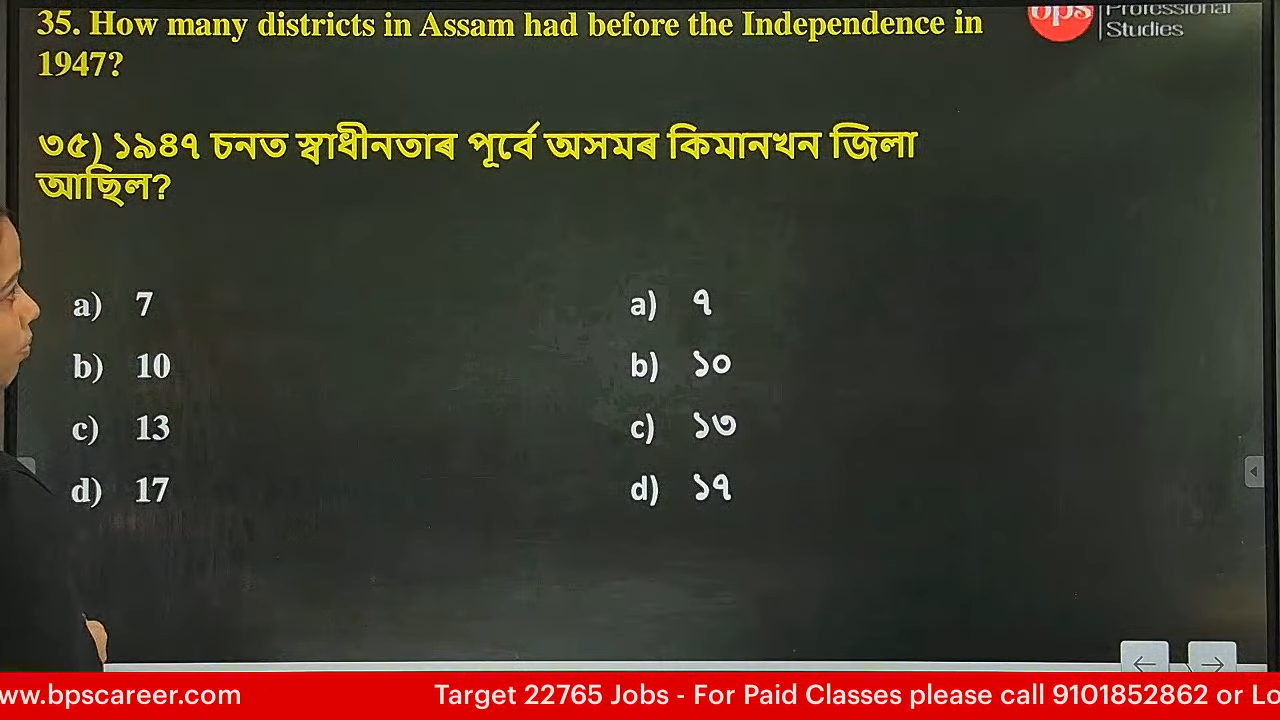 35. How many districts in Assam had before the Independence in
1947?
bps
Professional
Studies
৩৫) ১৯৪৭ চনত স্বাধীনতাৰ পূৰ্বে অসমৰ কিমানখন জিলা
আছিল?
a) 7
b) 10
c) 13
d) 17
a) ৭
b) ১০
c) ১৩
d) ১৭
www.bpscareer.com Target 22765 Jobs - For Paid Classes please call 9101852862 or Lo